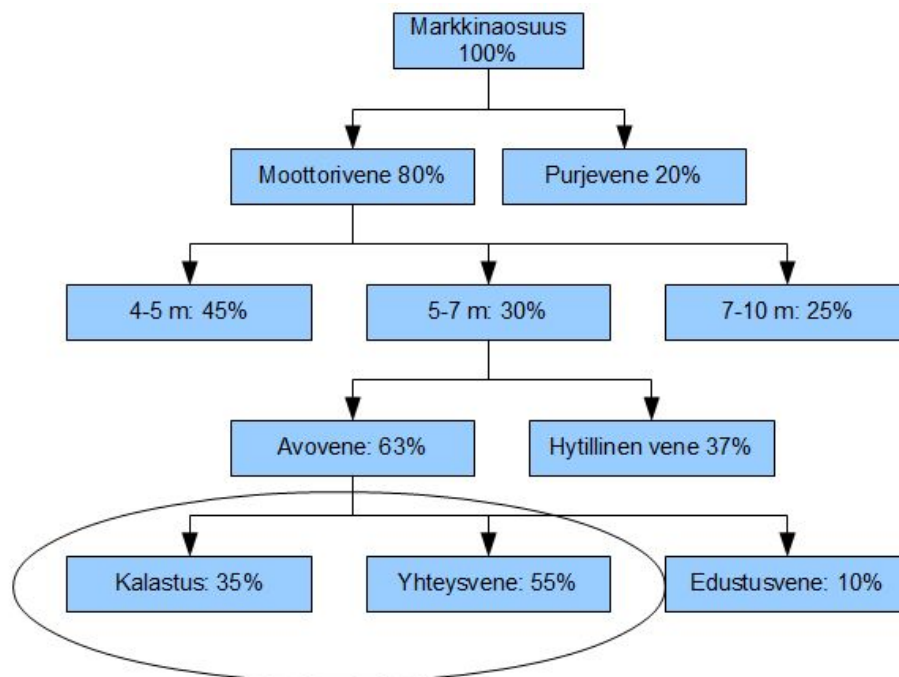 Markkinaosuus
100%
Moottorivene 80%
Purjevene 20%
4-5 m: 45%
5-7 m: 30%
7-10 m: 25%
Avovene: 63%
Hytillinen vene 37%
Kalastus: 35%
Yhteysvene: 55%
Edustusvene: 10%